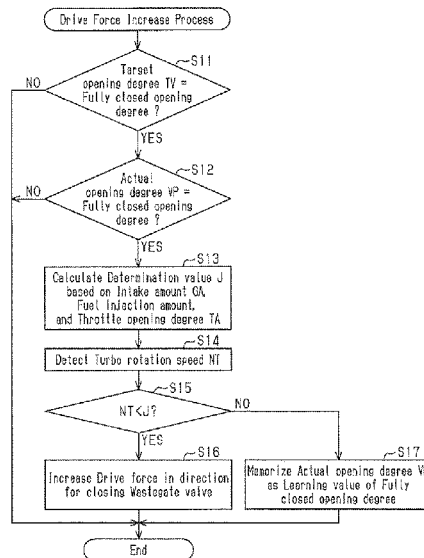 Drive Force Increase Process
S11
Target
opening degree TV =
Fully closed opening
degree ?
NO
YES
S12
Actual
opening degree VP =
Fully closed opening
degree ?
NO
YES
S13
Calculate Determination value J
based on Intake amount GA,
Fuel injection amount,
and Throttle opening degree TA
S14
Detect Turbo rotation speed NT
S15
NT<J?
NO
YES
S16
Increase Drive force in direction
for closing Wastegate valve
S17
Memorize Actual opening degree VP
as Learning value of Fully
closed opening degree
End